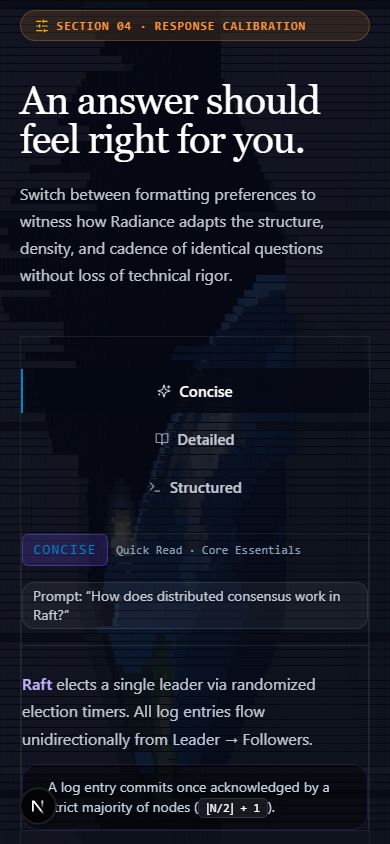 SECTION 04 · RESPONSE CALIBRATION
An answer should
feel right for you.
Switch between formatting preferences to
witness how Radiance adapts the structure,
density, and cadence of identical questions
without loss of technical rigor.
Concise
Detailed
Structured
CONCISE Quick Read · Core Essentials
Prompt: “How does distributed consensus work in
Raft?”
Raft elects a single leader via randomized
election timers. All log entries flow
unidirectionally from Leader → Followers.
A log entry commits once acknowledged by a
trict majority of nodes (⌊N/2⌋ + 1).
N